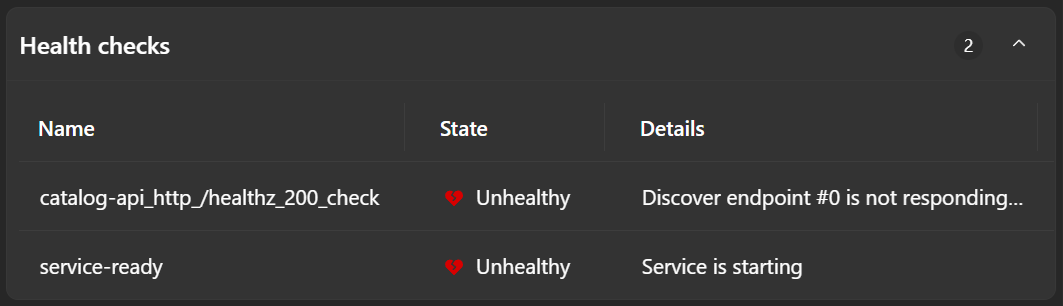 Health checks 2
Name State Details
catalog-api_http_/healthz_200_check Unhealthy Discover endpoint #0 is not responding...
service-ready Unhealthy Service is starting